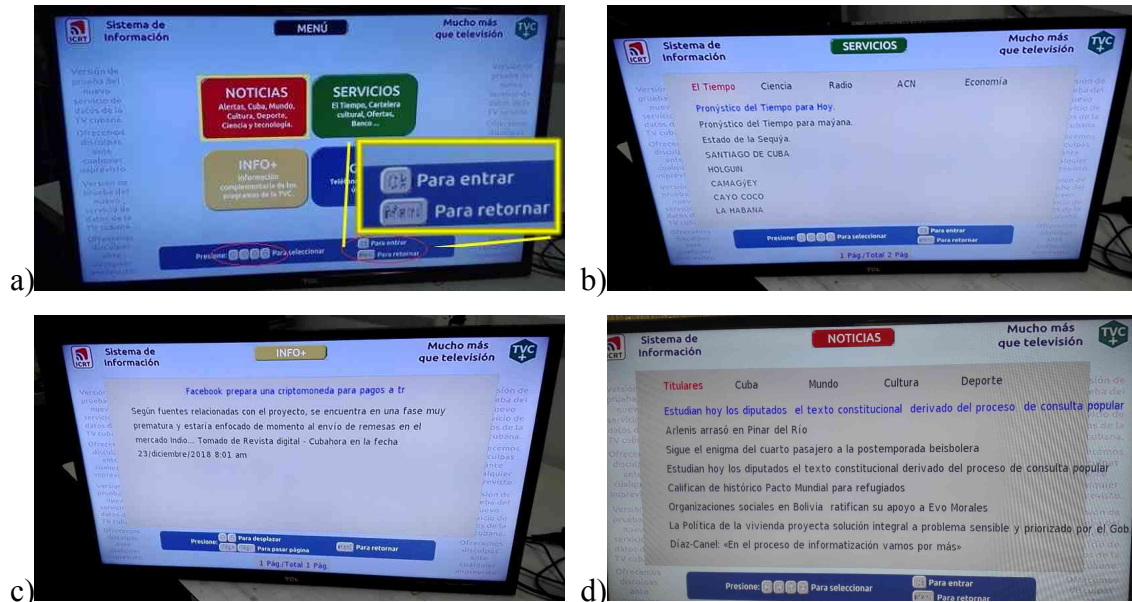 a)
ICRT
Sistema de
Información
MENÚ
Mucho más
que televisión
TVC
NOTICIAS
Alertas, Cuba, Mundo,
Cultura, Deporte,
Ciencia y tecnología.
SERVICIOS
El Tiempo, Cartelera
cultural, Ofertas,
Banco ...
INFO+
Información
complementaria de los
programas de la TVC.
Para entrar
Para retornar
Presione: Para seleccionar
Para entrar
Para retornar
TCL
b)
ICRT
Sistema de
Información
SERVICIOS
Mucho más
que televisión
TVC
El Tiempo Ciencia Radio ACN Economía
Pronýstico del Tiempo para Hoy.
Pronýstico del Tiempo para maýana.
Estado de la Sequýa.
SANTIAGO DE CUBA
HOLGUIN
CAMAGýEY
CAYO COCO
LA HABANA
Presione: Para seleccionar
Para entrar
Para retornar
1 Pág./Total 2 Pág.
TCL
c)
ICRT
Sistema de
Información
INFO+
Mucho más
que televisión
TVC
Facebook prepara una criptomoneda para pagos a tr
Según fuentes relacionadas con el proyecto, se encuentra en una fase muy
prematura y estaría enfocado de momento al envío de remesas en el
mercado Indio... Tomado de Revista digital - Cubahora en la fecha
23/diciembre/2018 8:01 am
Presione: Para desplazar
Para pasar página
Para retornar
1 Pág./Total 1 Pág.
TCL
d)
ICRT
Sistema de
Información
NOTICIAS
Mucho más
que televisión
TVC
Titulares Cuba Mundo Cultura Deporte
Estudian hoy los diputados el texto constitucional derivado del proceso de consulta popular
Arlenis arrasó en Pinar del Río
Sigue el enigma del cuarto pasajero a la postemporada beisbolera
Estudian hoy los diputados el texto constitucional derivado del proceso de consulta popular
Califican de histórico Pacto Mundial para refugiados
Organizaciones sociales en Bolivia ratifican su apoyo a Evo Morales
La Política de la vivienda proyecta solución integral a problema sensible y priorizado por el Gob
Díaz-Canel: «En el proceso de informatización vamos por más»
Presione: Para seleccionar
Para entrar
Para retornar